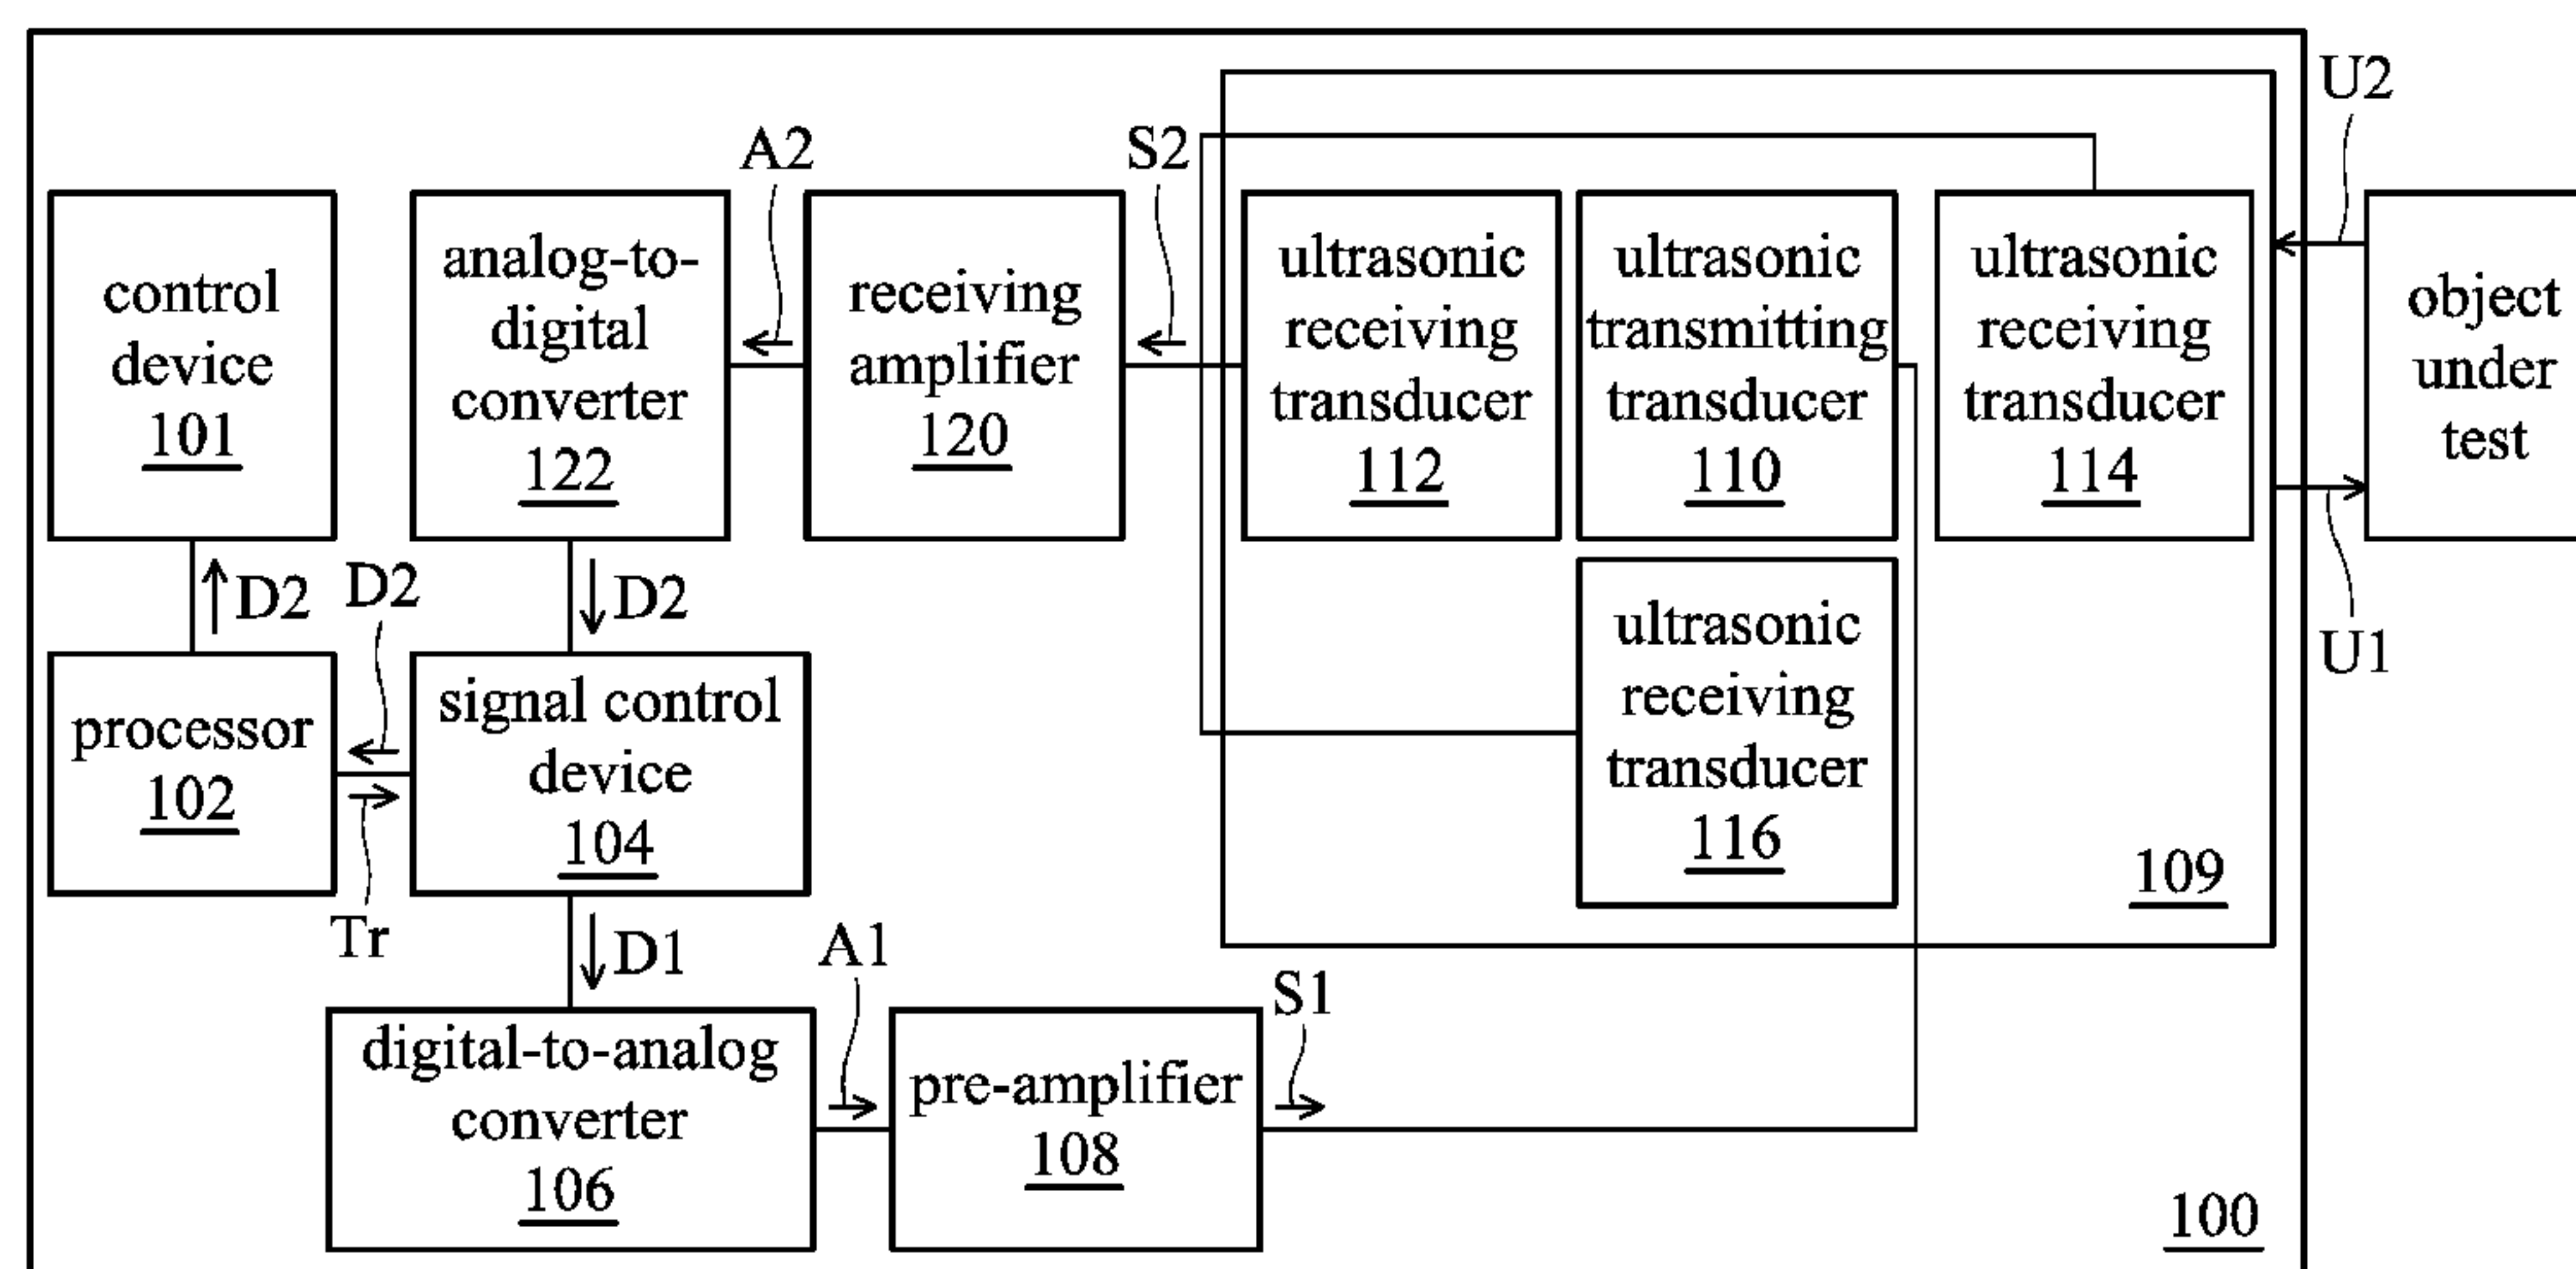 U2
A2
S2
control
device
101
analog-to-
digital
converter
122
receiving
amplifier
120
ultrasonic
receiving
transducer
112
ultrasonic
transmitting
transducer
110
ultrasonic
receiving
transducer
114
object
under
test
U1
D2
D2
D2
processor
102
Tr
signal control
device
104
ultrasonic
receiving
transducer
116
109
D1
A1
S1
digital-to-analog
converter
106
pre-amplifier
108
100